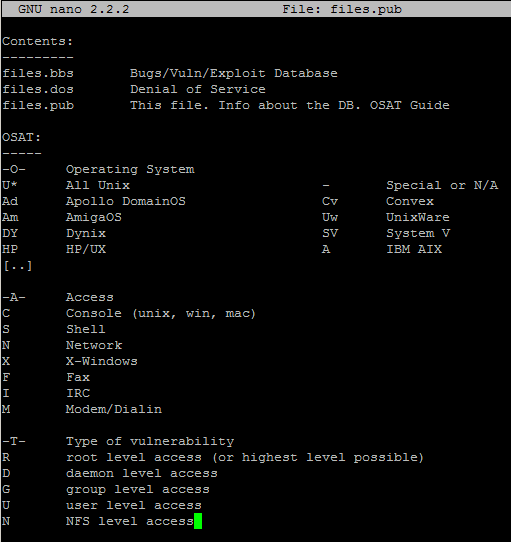 GNU nano 2.2.2 File: files.pub
Contents:
---------
files.bbs Bugs/Vuln/Exploit Database
files.dos Denial of Service
files.pub This file. Info about the DB. OSAT Guide
OSAT:
-----
-O- Operating System
U* All Unix - Special or N/A
Ad Apollo DomainOS Cv Convex
Am AmigaOS Uw UnixWare
DY Dynix SV System V
HP HP/UX A IBM AIX
[..]
-A- Access
C Console (unix, win, mac)
S Shell
N Network
X X-Windows
F Fax
I IRC
M Modem/Dialin
-T- Type of vulnerability
R root level access (or highest level possible)
D daemon level access
G group level access
U user level access
N NFS level access